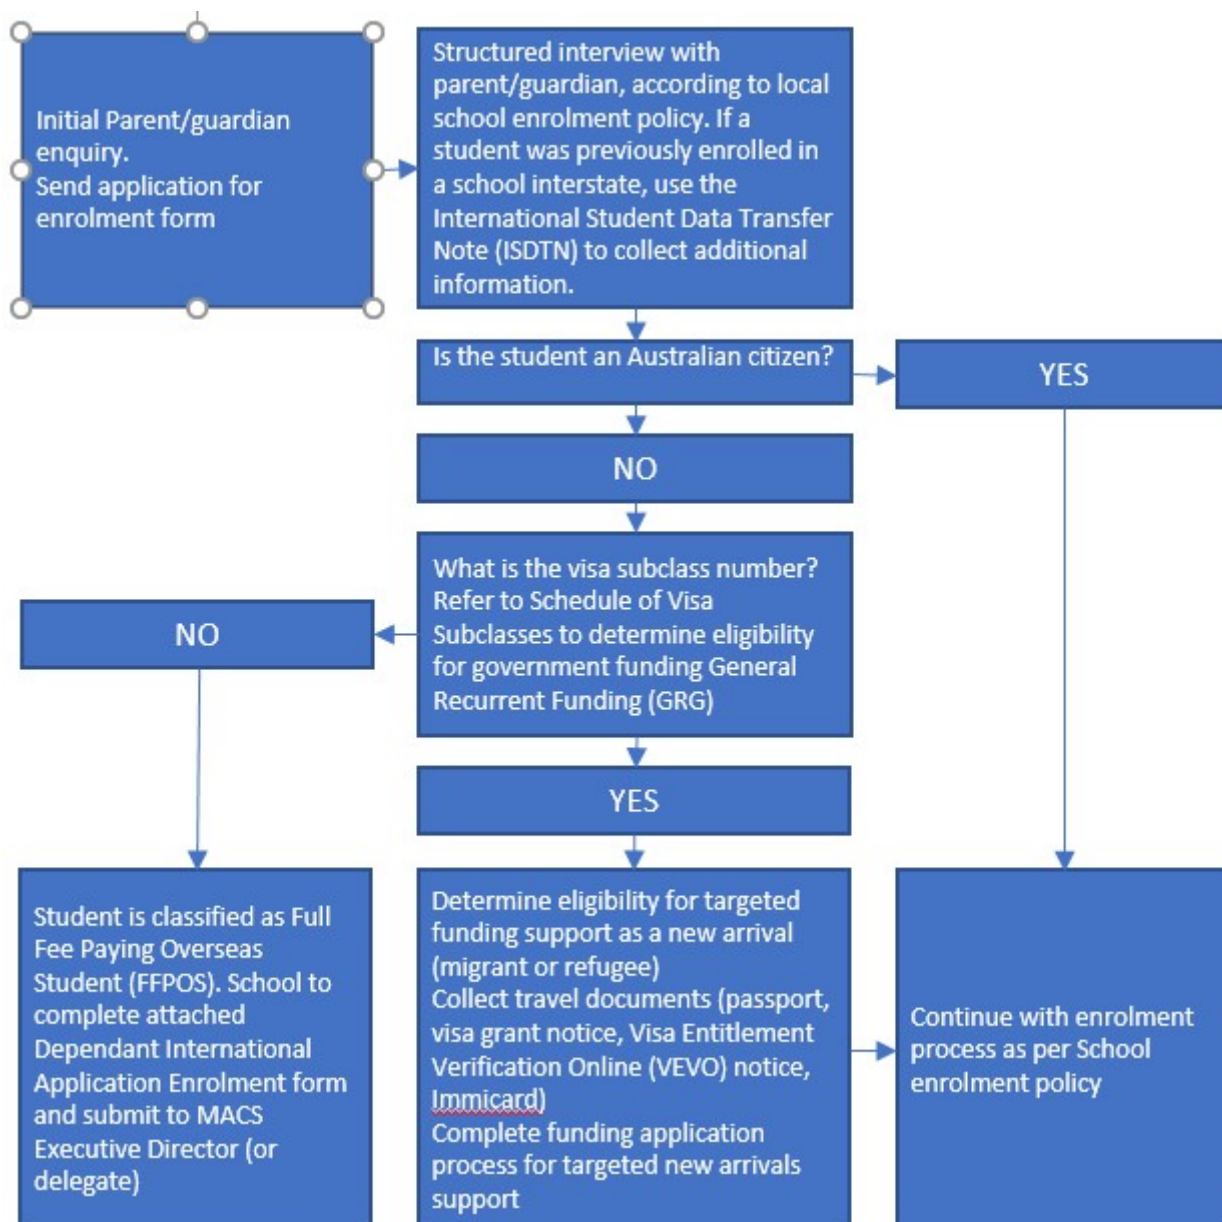 Initial Parent/guardian
enquiry.
Send application for
enrolment form
Structured interview with
parent/guardian, according to local
school enrolment policy. If a
student was previously enrolled in
a school interstate, use the
International Student Data Transfer
Note (ISDTN) to collect additional
information.
Is the student an Australian citizen?
YES
NO
What is the visa subclass number?
Refer to Schedule of Visa
Subclasses to determine eligibility
for government funding General
Recurrent Funding (GRG)
NO
YES
Student is classified as Full
Fee Paying Overseas
Student (FFPOS). School to
complete attached
Dependant International
Application Enrolment form
and submit to MACS
Executive Director (or
delegate)
Determine eligibility for targeted
funding support as a new arrival
(migrant or refugee)
Collect travel documents (passport,
visa grant notice, Visa Entitlement
Verification Online (VEVO) notice,
Immicard)
Complete funding application
process for targeted new arrivals
support
Continue with enrolment
process as per School
enrolment policy